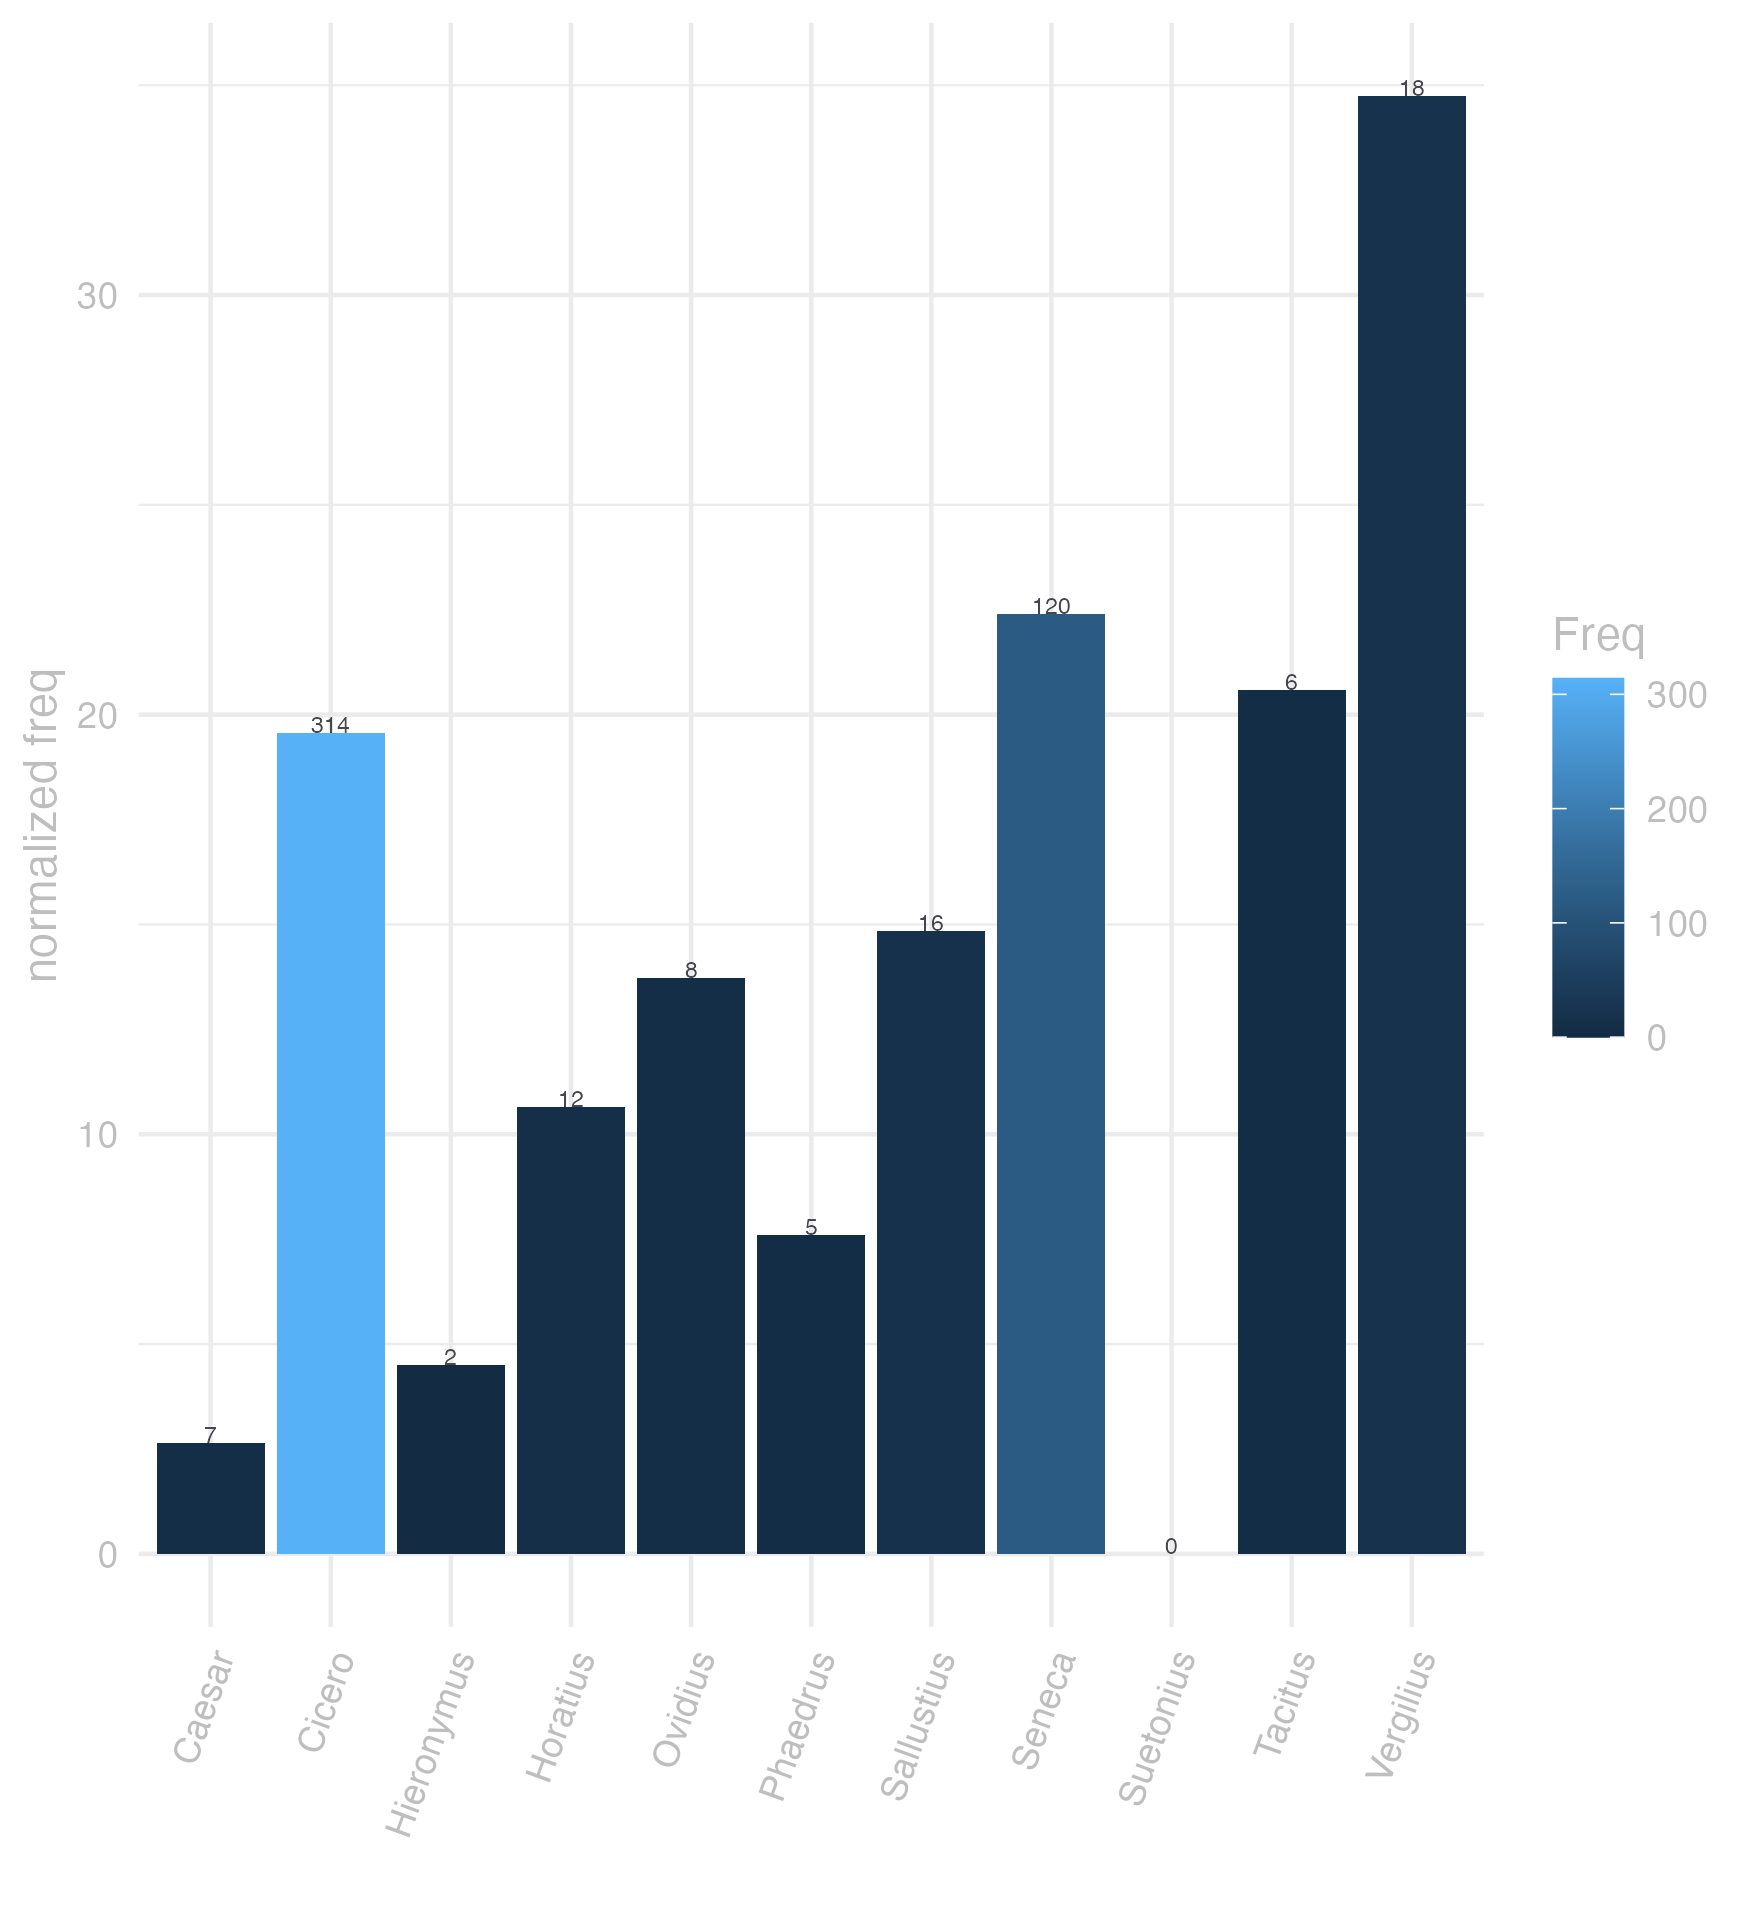 normalized freq
30
20
10
0
7
314
2
12
8
5
16
120
0
6
18
Caesar
Cicero
Hieronymus
Horatius
Ovidius
Phaedrus
Sallustius
Seneca
Suetonius
Tacitus
Vergilius
Freq
300
200
100
0